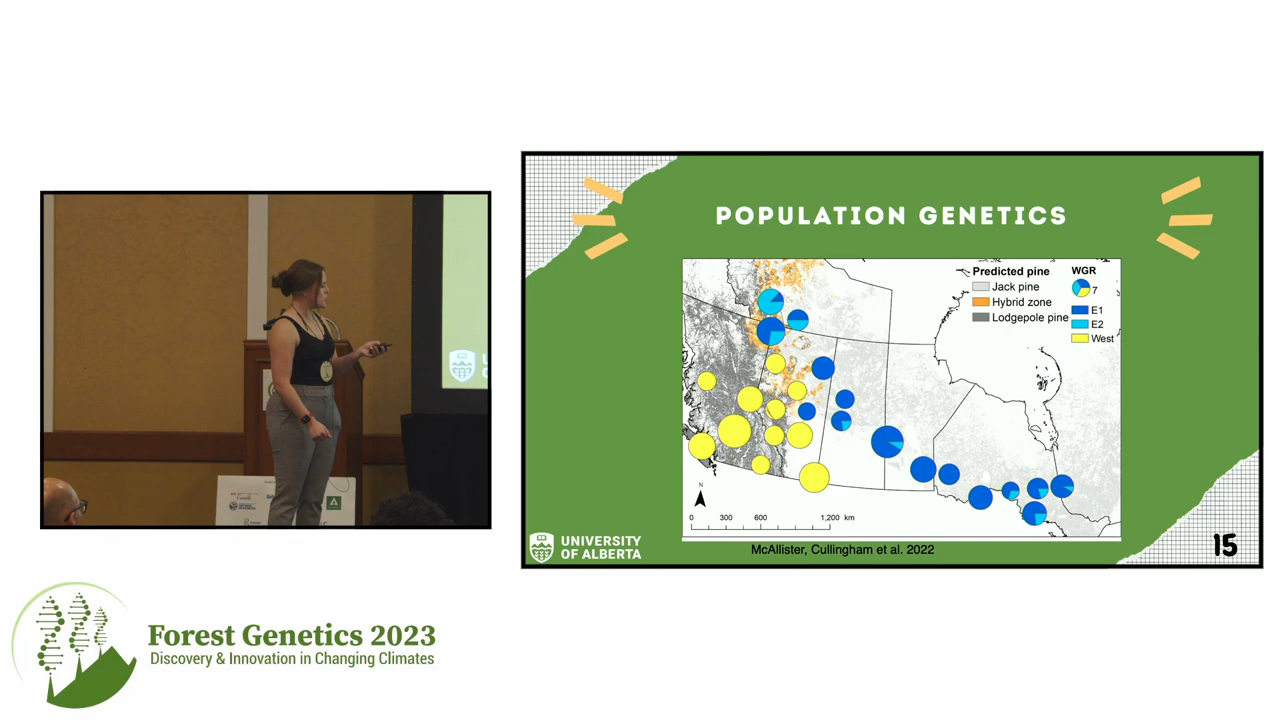 POPULATION GENETICS
Predicted pine
Jack pine
Hybrid zone
Lodgepole pine
WGR
7
E1
E2
West
N
0 300 600 1,200 km
McAllister, Cullingham et al. 2022
UNIVERSITY
OF ALBERTA
15
Forest Genetics 2023
Discovery & Innovation in Changing Climates